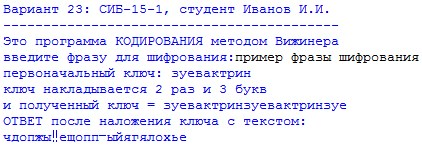 Вариант 23: СИБ-15-1, студент Иванов И.И.
------------------------------------------
Это программа КОДИРОВАНИЯ методом Вижинера
введите фразу для шифрования:пример фразы шифрования
первоначальный ключ: зуевактрин
ключ накладывается 2 раз и 3 букв
и полученный ключ = зуевактринзуевактринзуе
ОТВЕТ после наложения ключа с текстом:
чдопжы‼ещопп¬ыйягялохье